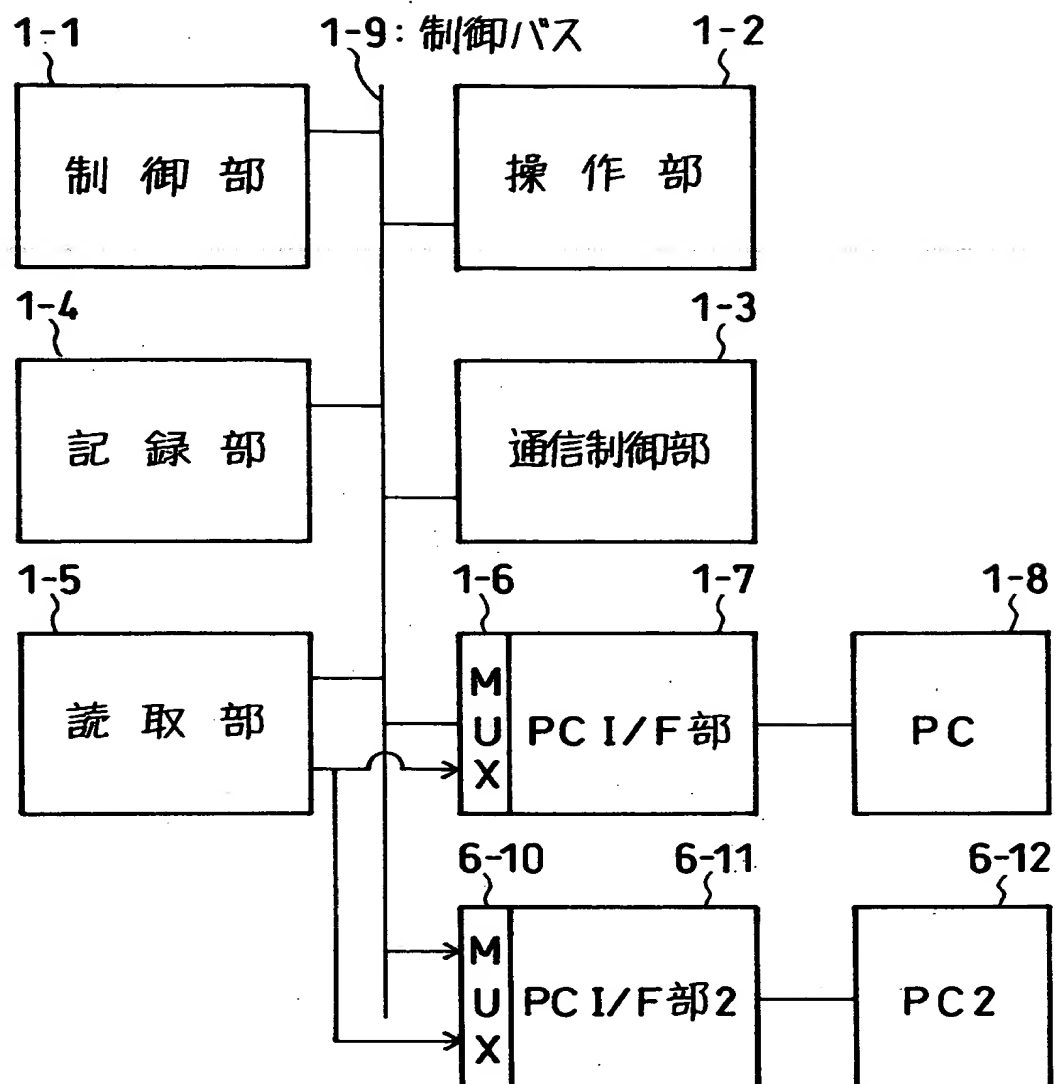 1-1
1-9: 制御バス
1-2
制御部
操作部
1-4
1-3
記録部
通信制御部
1-5
1-6
1-7
1-8
読取部
MUX
PC I/F部
PC
6-10
6-11
6-12
MUX
PC I/F部2
PC2